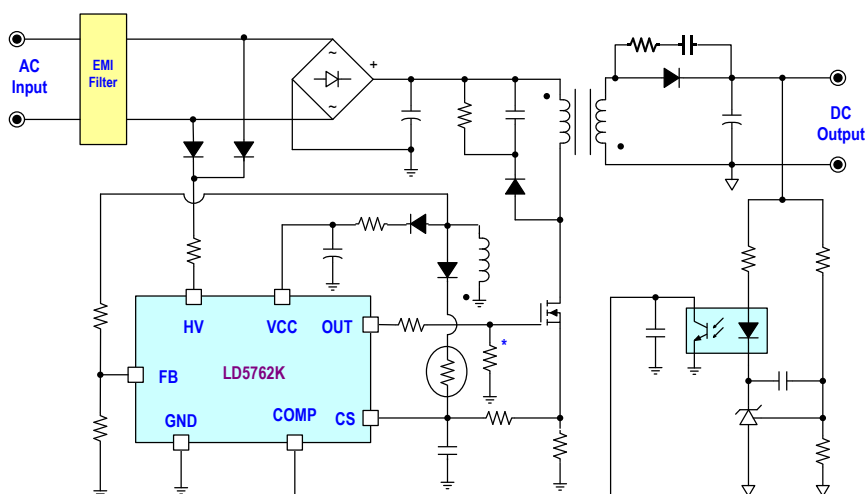 AC
Input
EMI
Filter
~
+
~
DC
Output
HV
VCC
OUT
*
FB
LD5762K
GND
COMP
CS